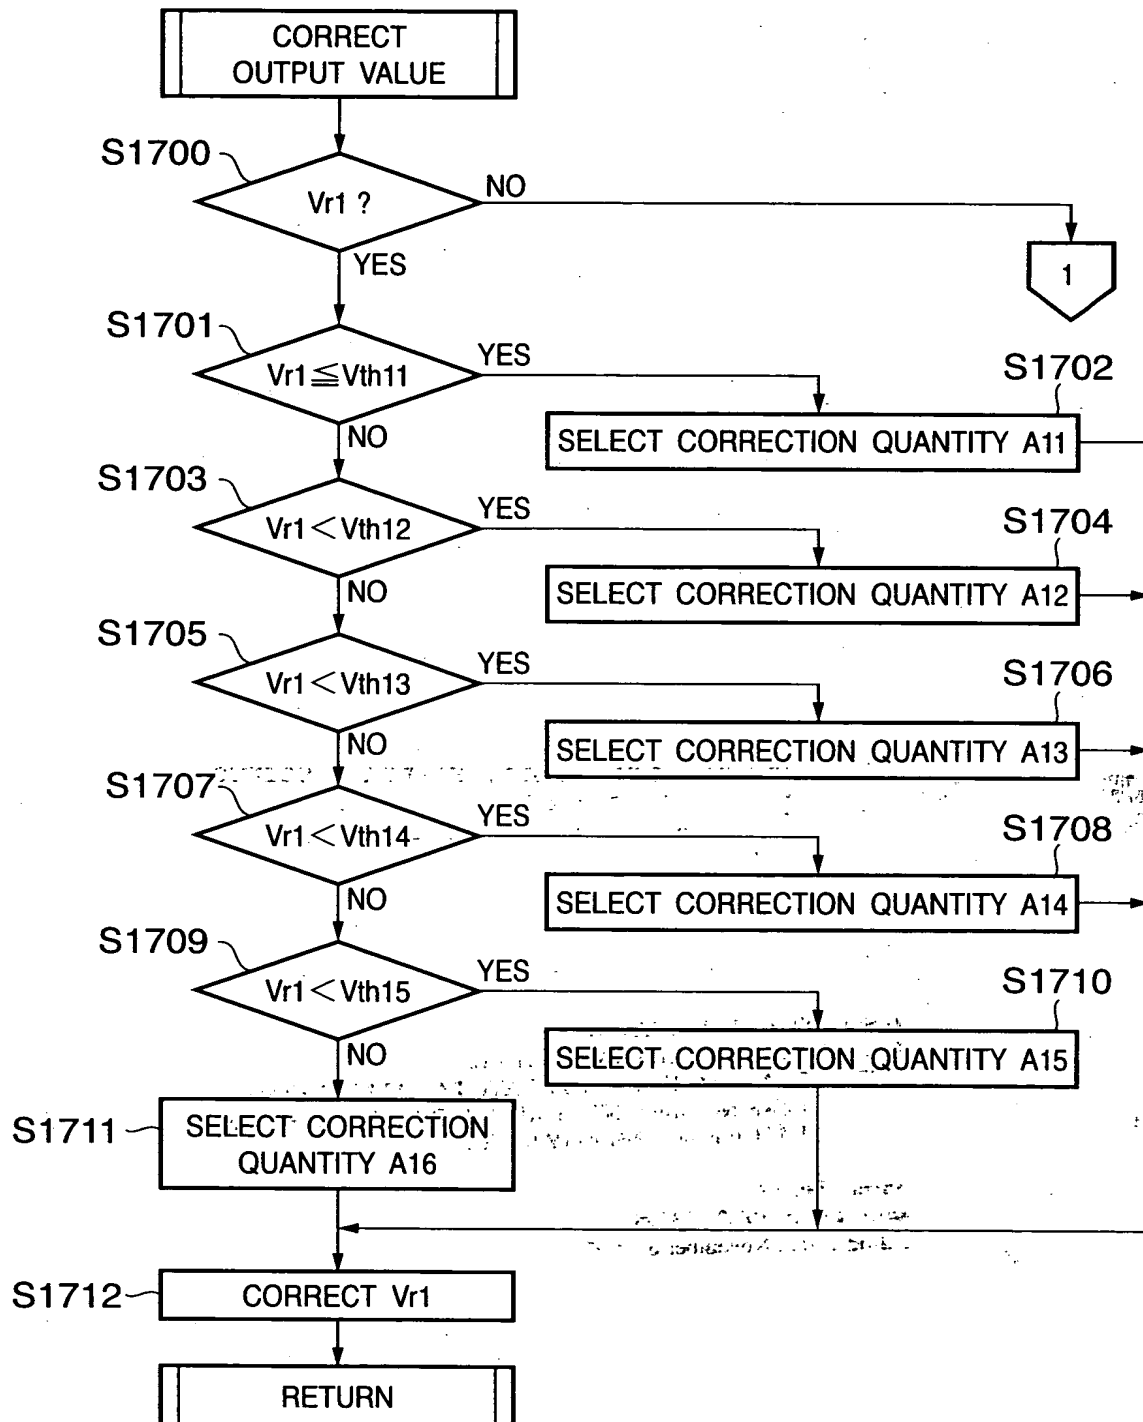 CORRECT
OUTPUT VALUE
S1700
Vr1 ?
NO
YES
1
S1701
Vr1≦Vth11
YES
NO
S1702
SELECT CORRECTION QUANTITY A11
S1703
Vr1<Vth12
YES
NO
S1704
SELECT CORRECTION QUANTITY A12
S1705
Vr1<Vth13
YES
NO
S1706
SELECT CORRECTION QUANTITY A13
S1707
Vr1<Vth14
YES
NO
S1708
SELECT CORRECTION QUANTITY A14
S1709
Vr1<Vth15
YES
NO
S1710
SELECT CORRECTION QUANTITY A15
S1711
SELECT CORRECTION
QUANTITY A16
S1712
CORRECT Vr1
RETURN